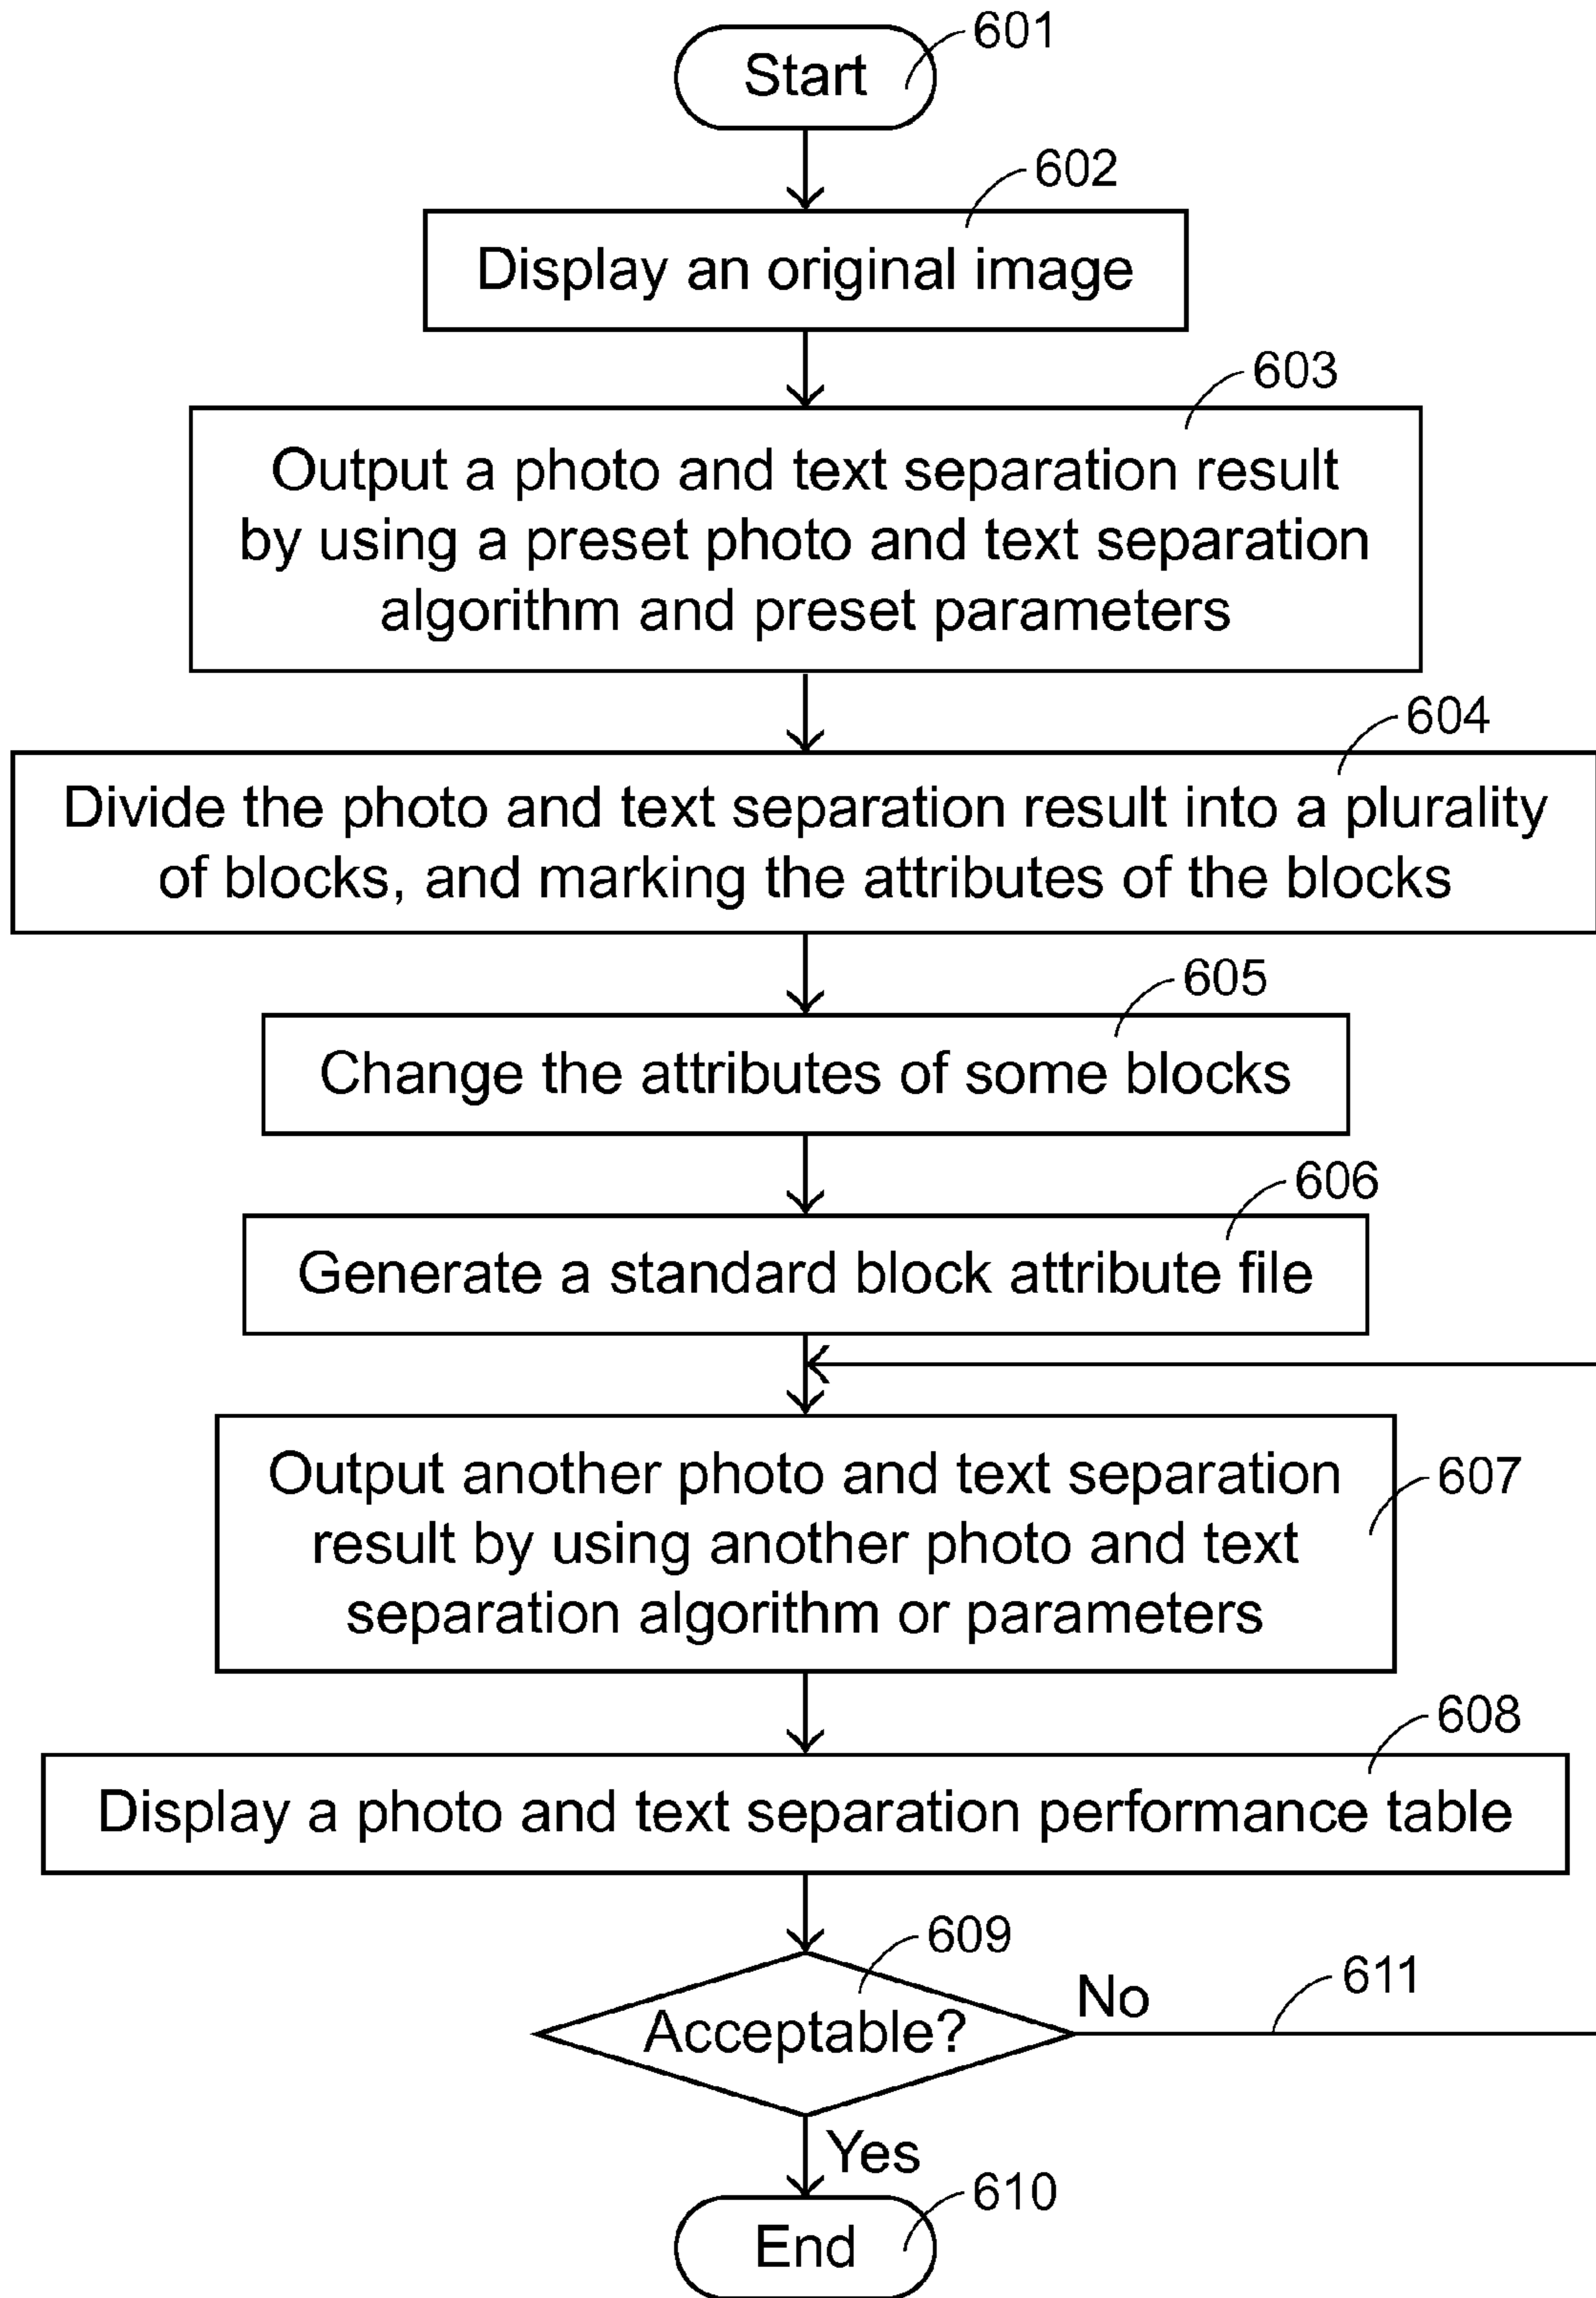 601
Start
602
Display an original image
603
Output a photo and text separation result
by using a preset photo and text separation
algorithm and preset parameters
604
Divide the photo and text separation result into a plurality
of blocks, and marking the attributes of the blocks
605
Change the attributes of some blocks
606
Generate a standard block attribute file
Output another photo and text separation
result by using another photo and text
separation algorithm or parameters
607
608
Display a photo and text separation performance table
609
Acceptable?
No
611
Yes
610
End